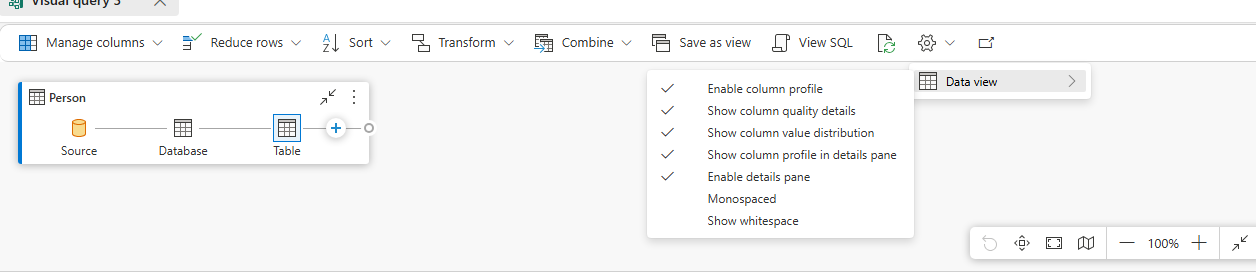 Visual query 3
Manage columns
Reduce rows
Sort
Transform
Combine
Save as view
View SQL
Data view
Enable column profile
Show column quality details
Show column value distribution
Show column profile in details pane
Enable details pane
Monospaced
Show whitespace
Person
Source
Database
Table
100%